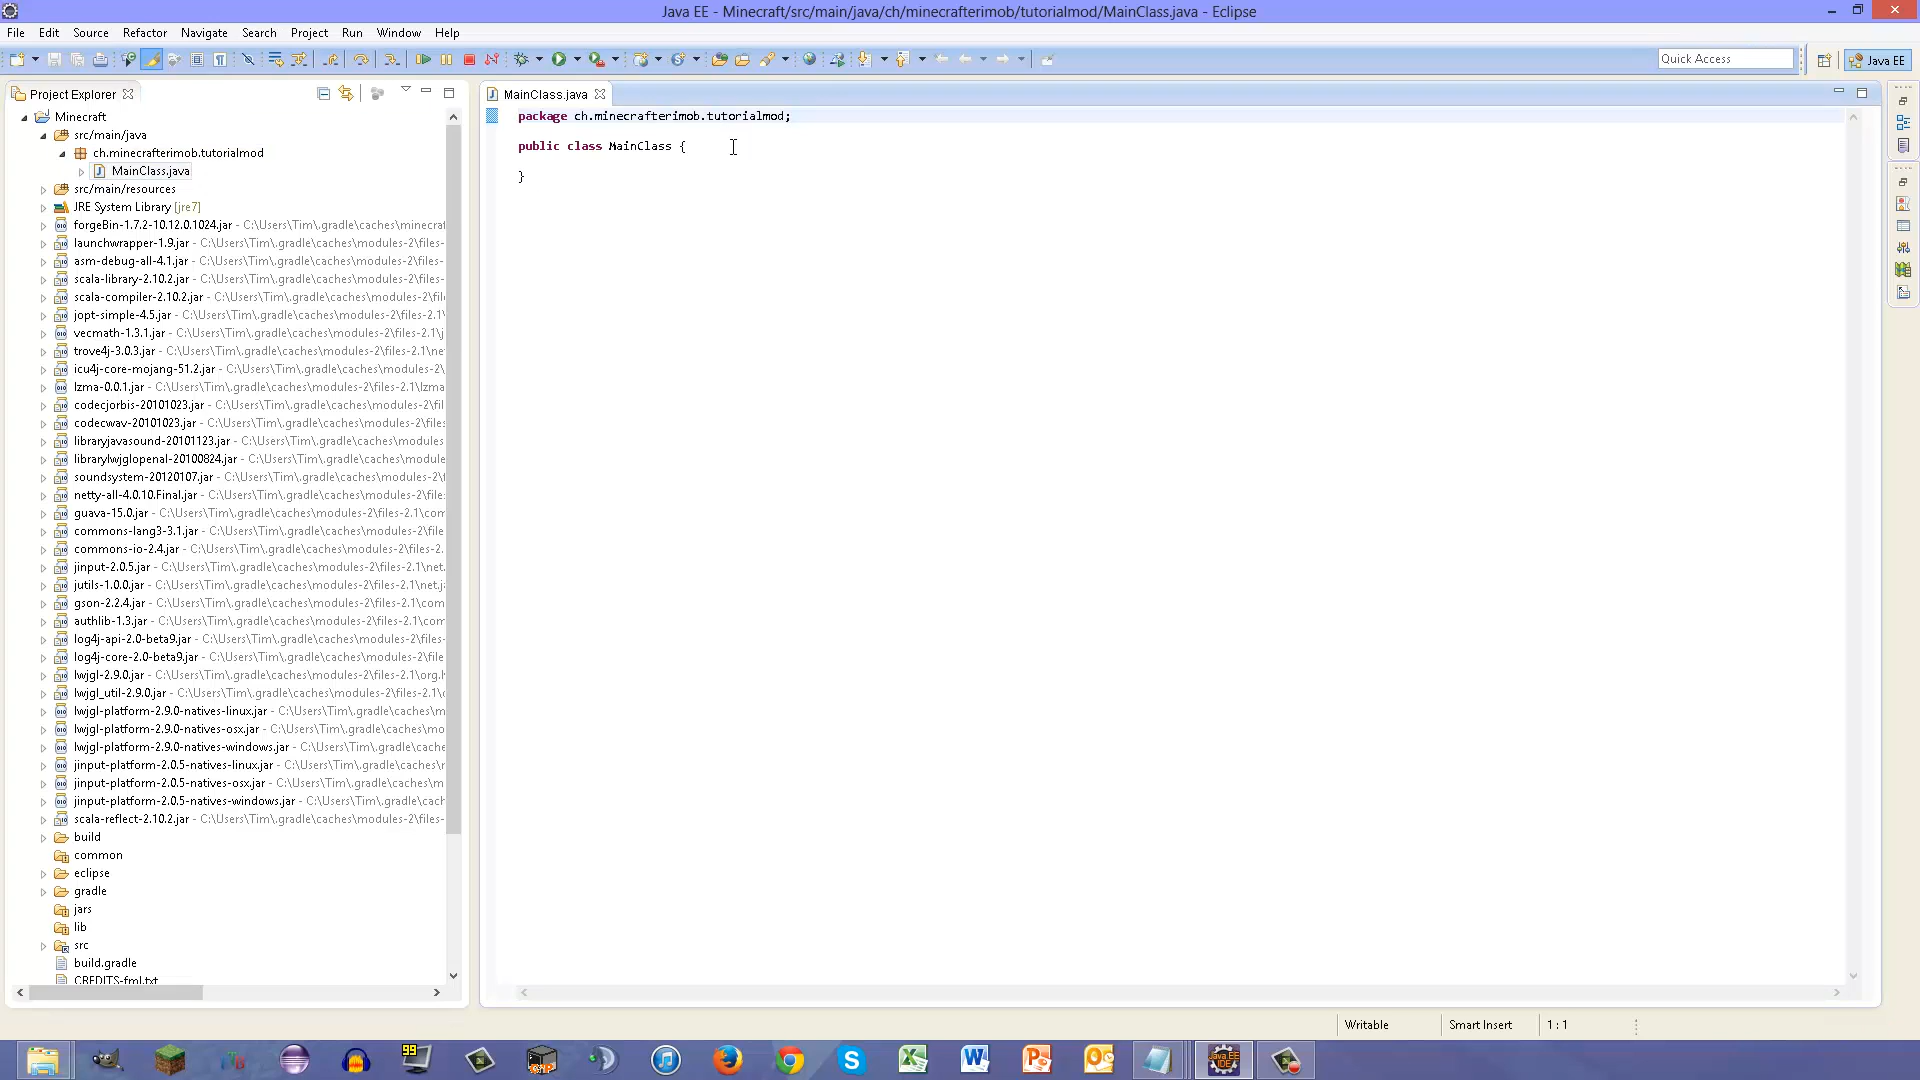 Java EE - Minecraft/src/main/java/ch/minecrafterimob/tutorialmod/MainClass.java - Eclipse
File Edit Source Refactor Navigate Search Project Run Window Help
Quick Access
Java EE
Project Explorer
Minecraft
src/main/java
ch.minecrafterimob.tutorialmod
MainClass.java
src/main/resources
JRE System Library [jre7]
forgeBin-1.7.2-10.12.0.1024.jar - C:\Users\Tim\.gradle\caches\minecraf
launchwrapper-1.9.jar - C:\Users\Tim\.gradle\caches\modules-2\files-
asm-debug-all-4.1.jar - C:\Users\Tim\.gradle\caches\modules-2\files-
scala-library-2.10.2.jar - C:\Users\Tim\.gradle\caches\modules-2\files-
scala-compiler-2.10.2.jar - C:\Users\Tim\.gradle\caches\modules-2\fil
jopt-simple-4.5.jar - C:\Users\Tim\.gradle\caches\modules-2\files-2.1
vecmath-1.3.1.jar - C:\Users\Tim\.gradle\caches\modules-2\files-2.1\j
trove4j-3.0.3.jar - C:\Users\Tim\.gradle\caches\modules-2\files-2.1\ne
icu4j-core-mojang-51.2.jar - C:\Users\Tim\.gradle\caches\modules-2\
lzma-0.0.1.jar - C:\Users\Tim\.gradle\caches\modules-2\files-2.1\lzma
codecjorbis-20101023.jar - C:\Users\Tim\.gradle\caches\modules-2\fil
codecwav-20101023.jar - C:\Users\Tim\.gradle\caches\modules-2\files
libraryjavasound-20101123.jar - C:\Users\Tim\.gradle\caches\modules
librarylwjglopenal-20100824.jar - C:\Users\Tim\.gradle\caches\modules
soundsystem-20120107.jar - C:\Users\Tim\.gradle\caches\modules-2\f
netty-all-4.0.10.Final.jar - C:\Users\Tim\.gradle\caches\modules-2\file
guava-15.0.jar - C:\Users\Tim\.gradle\caches\modules-2\files-2.1\com
commons-lang3-3.1.jar - C:\Users\Tim\.gradle\caches\modules-2\file
commons-io-2.4.jar - C:\Users\Tim\.gradle\caches\modules-2\files-2.
jinput-2.0.5.jar - C:\Users\Tim\.gradle\caches\modules-2\files-2.1\net.
jutils-1.0.0.jar - C:\Users\Tim\.gradle\caches\modules-2\files-2.1\net.j
gson-2.2.4.jar - C:\Users\Tim\.gradle\caches\modules-2\files-2.1\com
authlib-1.3.jar - C:\Users\Tim\.gradle\caches\modules-2\files-2.1\com
log4j-api-2.0-beta9.jar - C:\Users\Tim\.gradle\caches\modules-2\files-
log4j-core-2.0-beta9.jar - C:\Users\Tim\.gradle\caches\modules-2\file
lwjgl-2.9.0.jar - C:\Users\Tim\.gradle\caches\modules-2\files-2.1\org.l
lwjgl_util-2.9.0.jar - C:\Users\Tim\.gradle\caches\modules-2\files-2.1\o
lwjgl-platform-2.9.0-natives-linux.jar - C:\Users\Tim\.gradle\caches\m
lwjgl-platform-2.9.0-natives-osx.jar - C:\Users\Tim\.gradle\caches\mo
lwjgl-platform-2.9.0-natives-windows.jar - C:\Users\Tim\.gradle\cache
jinput-platform-2.0.5-natives-linux.jar - C:\Users\Tim\.gradle\caches\r
jinput-platform-2.0.5-natives-osx.jar - C:\Users\Tim\.gradle\caches\m
jinput-platform-2.0.5-natives-windows.jar - C:\Users\Tim\.gradle\cach
scala-reflect-2.10.2.jar - C:\Users\Tim\.gradle\caches\modules-2\files-
build
common
eclipse
gradle
jars
lib
src
build.gradle
CREDITS-fml.txt
MainClass.java
package ch.minecrafterimob.tutorialmod;
public class MainClass {
}
Writable Smart Insert 1 : 1
99
Java EE
IDE